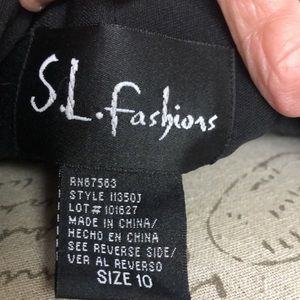 S.L. Fashions
RN67563
STYLE 11350J
LOT# 101627
MADE IN CHINA/
HECHO EN CHINA
SEE REVERSE SIDE/
VER AL REVERSO
SIZE 10